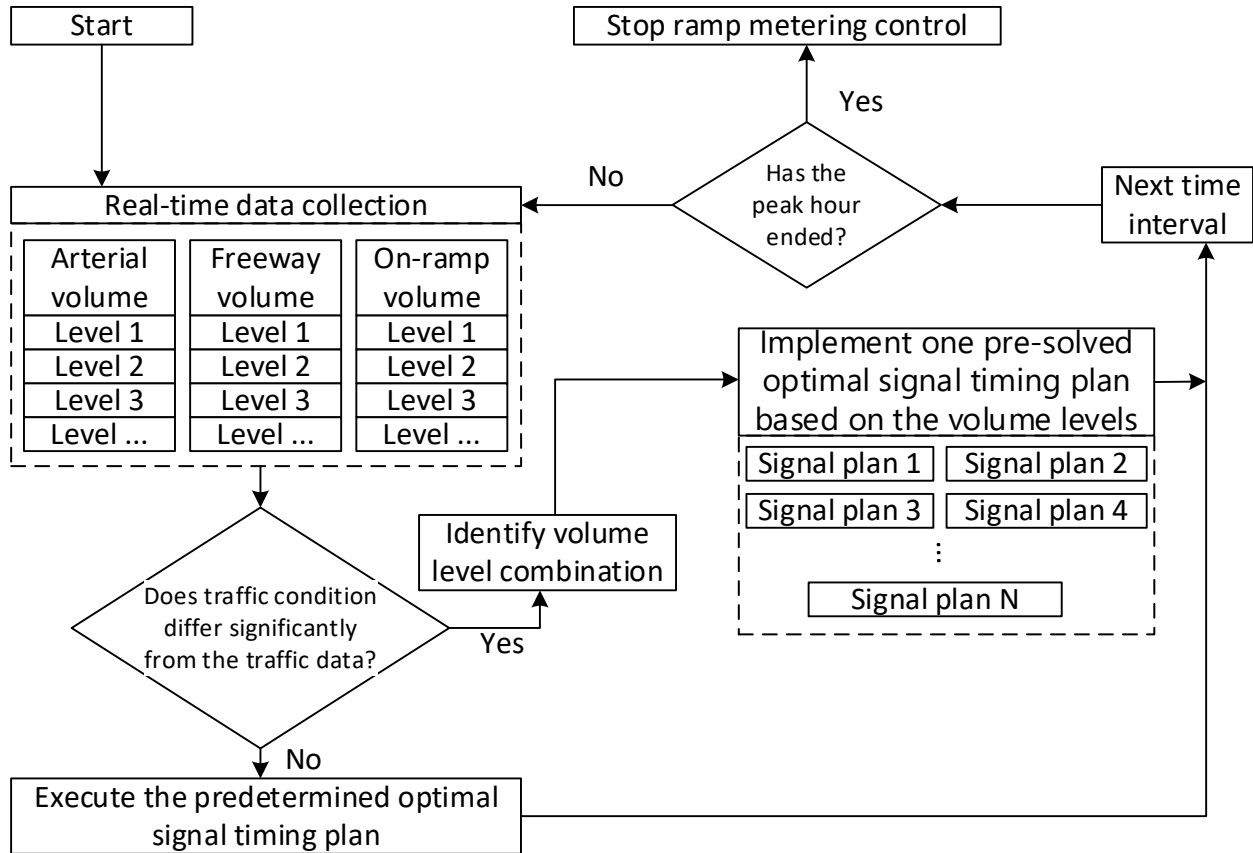 Start
Stop ramp metering control
Yes
No
Has the
peak hour
ended?
Next time
interval
Real-time data collection
Arterial
volume
Level 1
Level 2
Level 3
Level ...
Freeway
volume
Level 1
Level 2
Level 3
Level ...
On-ramp
volume
Level 1
Level 2
Level 3
Level ...
Implement one pre-solved
optimal signal timing plan
based on the volume levels
Signal plan 1
Signal plan 2
Signal plan 3
Signal plan 4
...
Signal plan N
Identify volume
level combination
Does traffic condition
differ significantly
from the traffic data?
Yes
No
Execute the predetermined optimal
signal timing plan